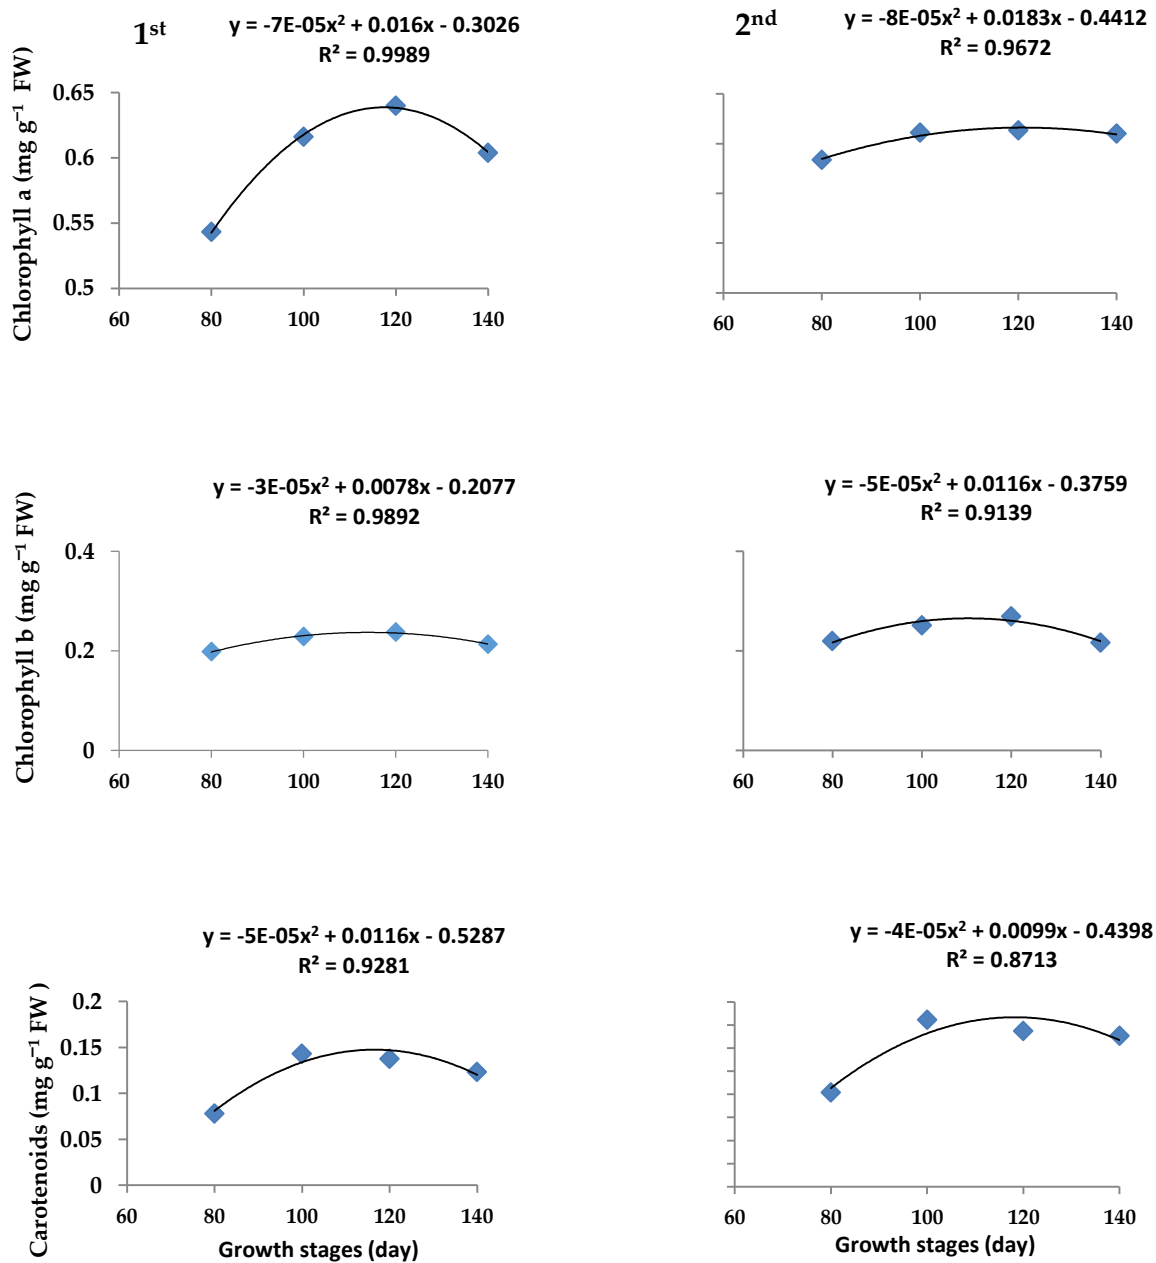 1st
y = -7E-05x² + 0.016x - 0.3026
R² = 0.9989
Chlorophyll a (mg g⁻¹ FW)
0.65
0.6
0.55
0.5
60 80 100 120 140
2nd
y = -8E-05x² + 0.0183x - 0.4412
R² = 0.9672
60 80 100 120 140
y = -3E-05x² + 0.0078x - 0.2077
R² = 0.9892
Chlorophyll b (mg g⁻¹ FW)
0.4
0.2
0
60 80 100 120 140
y = -5E-05x² + 0.0116x - 0.3759
R² = 0.9139
60 80 100 120 140
y = -5E-05x² + 0.0116x - 0.5287
R² = 0.9281
Carotenoids (mg g⁻¹ FW )
0.2
0.15
0.1
0.05
0
60 80 100 120 140
Growth stages (day)
y = -4E-05x² + 0.0099x - 0.4398
R² = 0.8713
60 80 100 120 140
Growth stages (day)